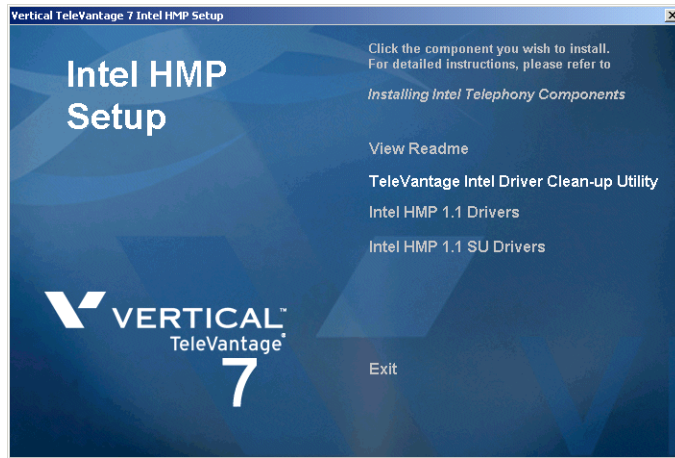 Vertical TeleVantage 7 Intel HMP Setup
Intel HMP
Setup
Click the component you wish to install.
For detailed instructions, please refer to
Installing Intel Telephony Components
View Readme
TeleVantage Intel Driver Clean-up Utility
Intel HMP 1.1 Drivers
Intel HMP 1.1 SU Drivers
VERTICAL™
TeleVantage®
7
Exit